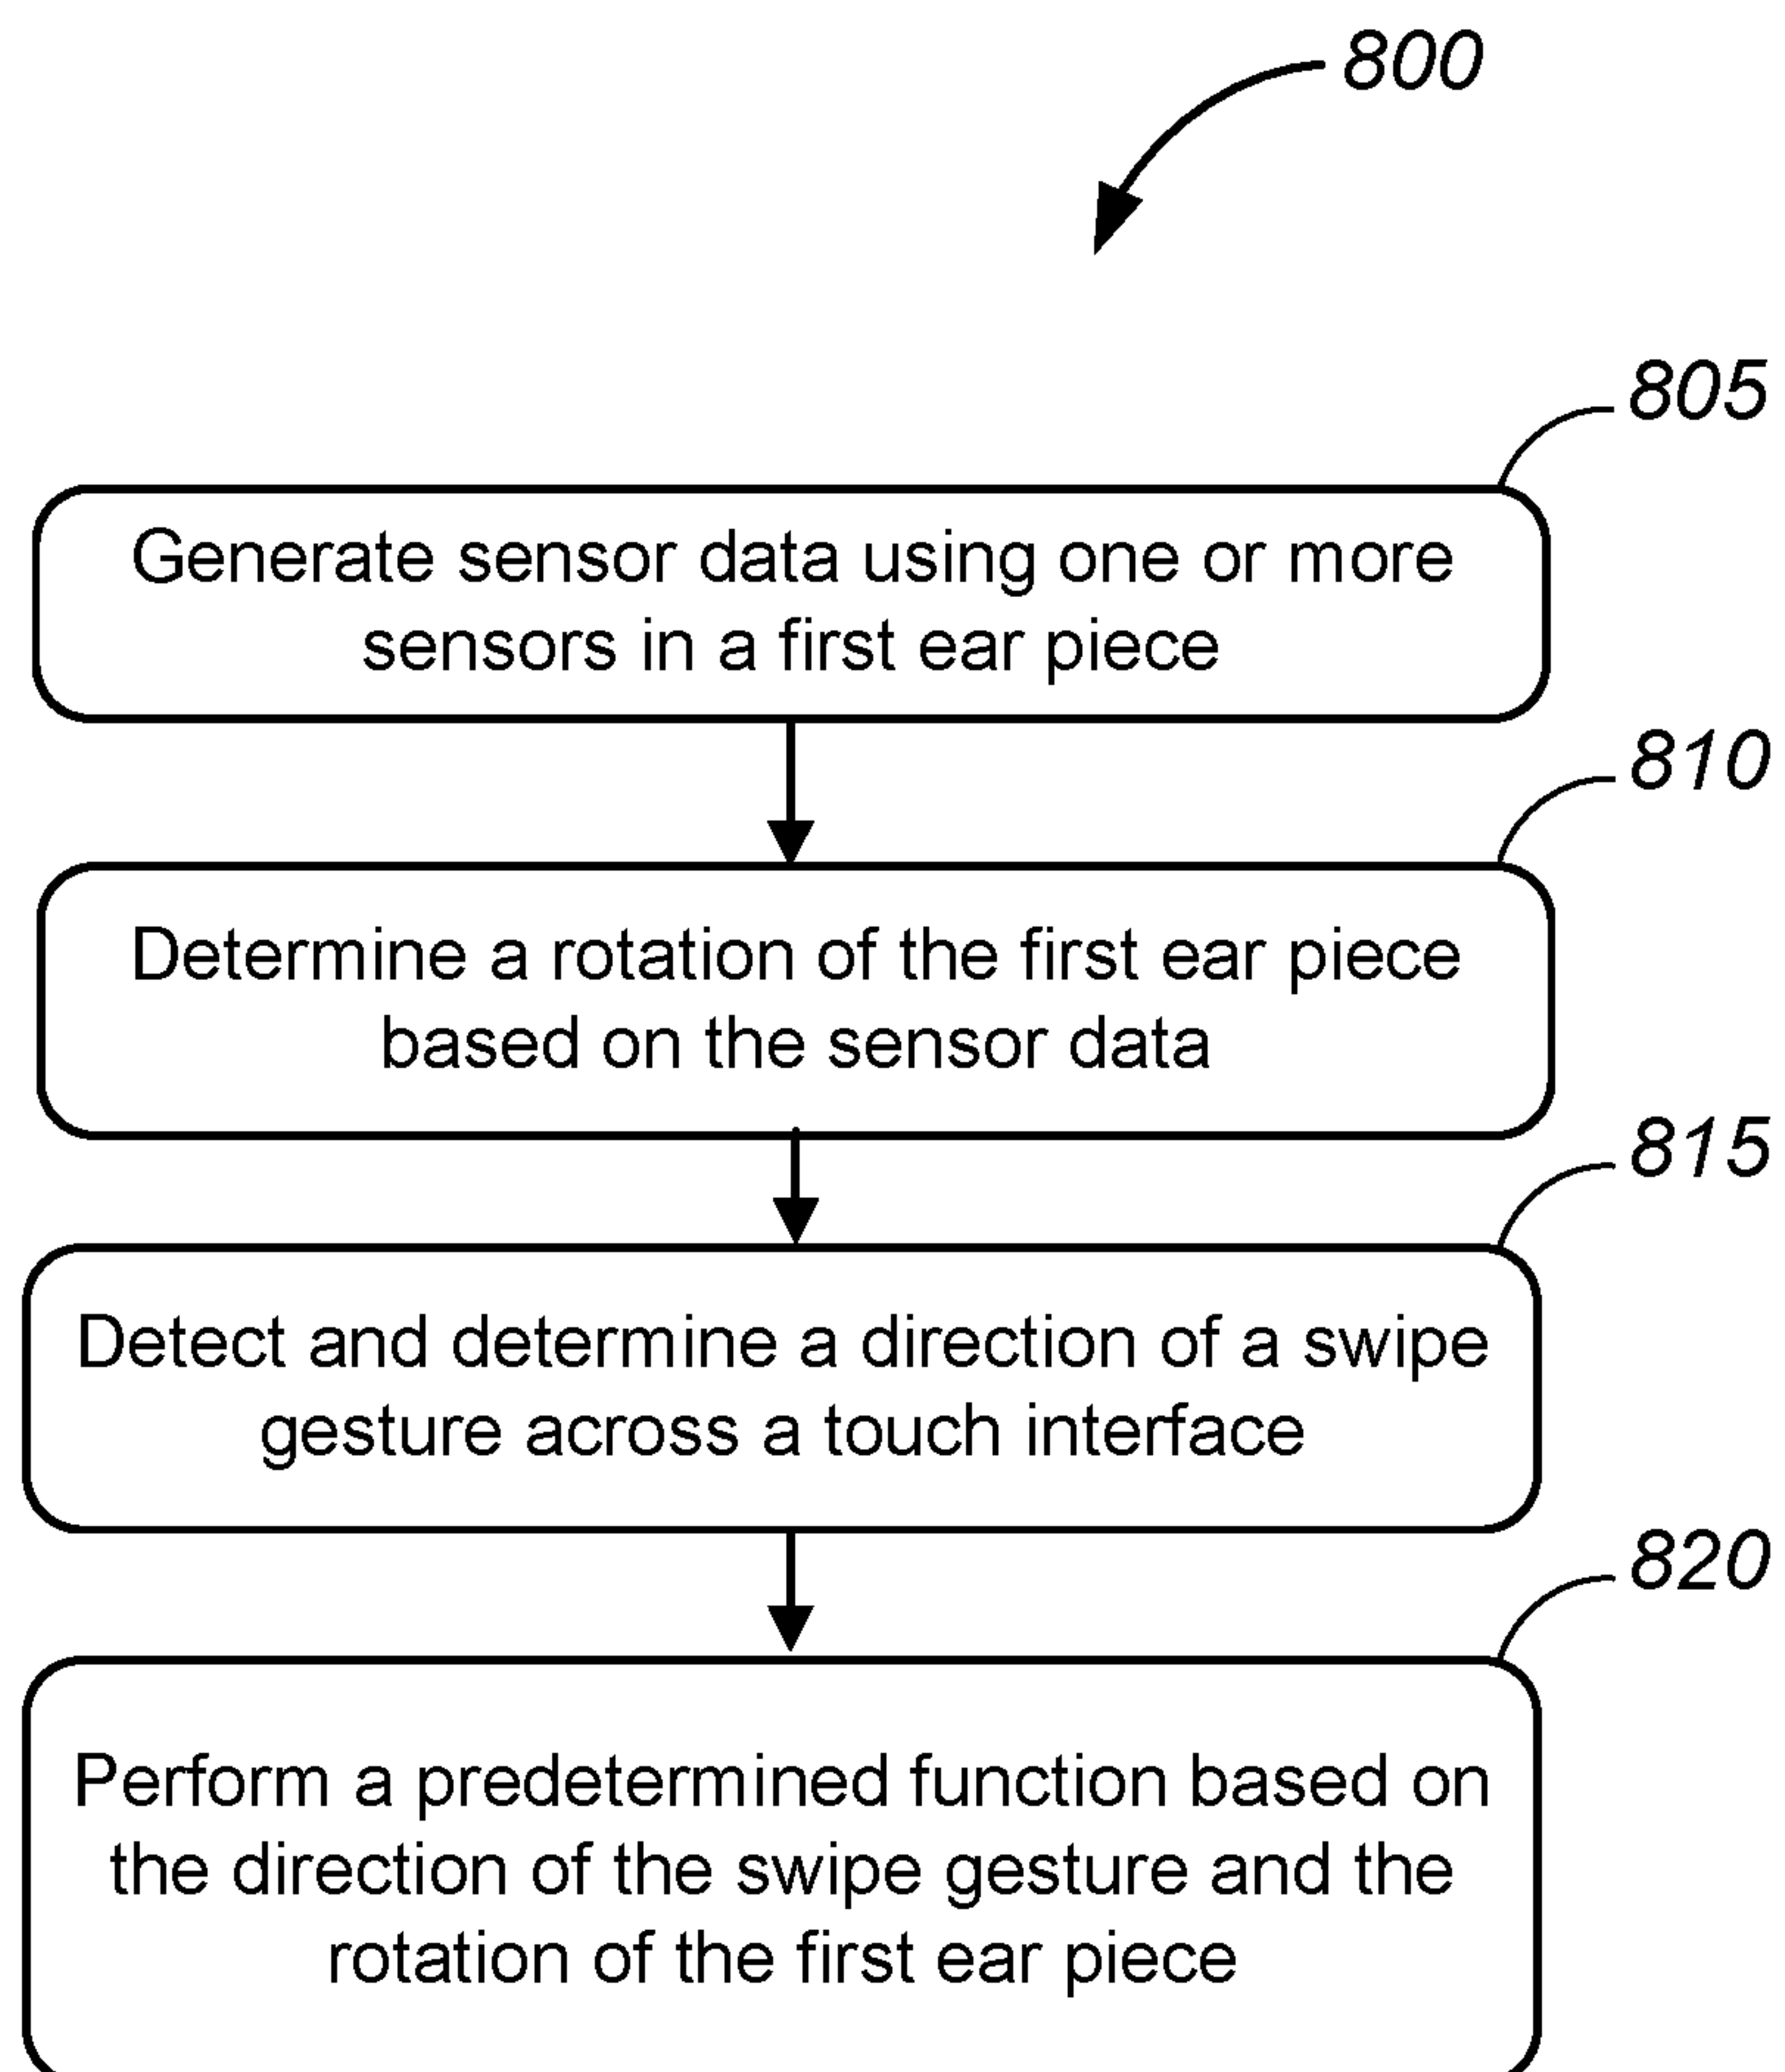 800
805
Generate sensor data using one or more
sensors in a first ear piece
810
Determine a rotation of the first ear piece
based on the sensor data
815
Detect and determine a direction of a swipe
gesture across a touch interface
820
Perform a predetermined function based on
the direction of the swipe gesture and the
rotation of the first ear piece